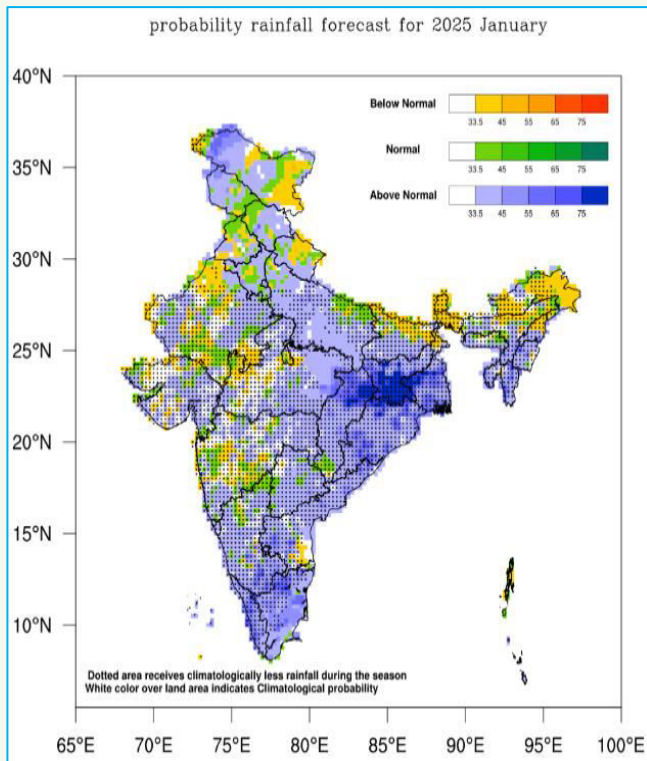 probability rainfall forecast for 2025 January
40°N
35°N
30°N
25°N
20°N
15°N
10°N
Below Normal
33.5 45 55 65 75
Normal
33.5 45 55 65 75
Above Normal
33.5 45 55 65 75
Dotted area receives climatologically less rainfall during the season
White color over land area indicates Climatological probability
65°E 70°E 75°E 80°E 85°E 90°E 95°E 100°E